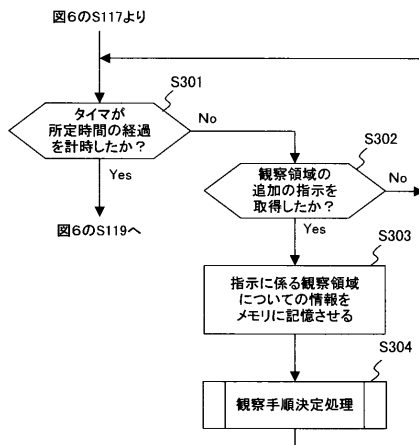 図6のS117より
S301
タイマが
所定時間の経過
を計時したか？
No
Yes
図6のS119へ
S302
観察領域の
追加の指示を
取得したか？
No
Yes
S303
指示に係る観察領域
についての情報を
メモリに記憶させる
S304
観察手順決定処理